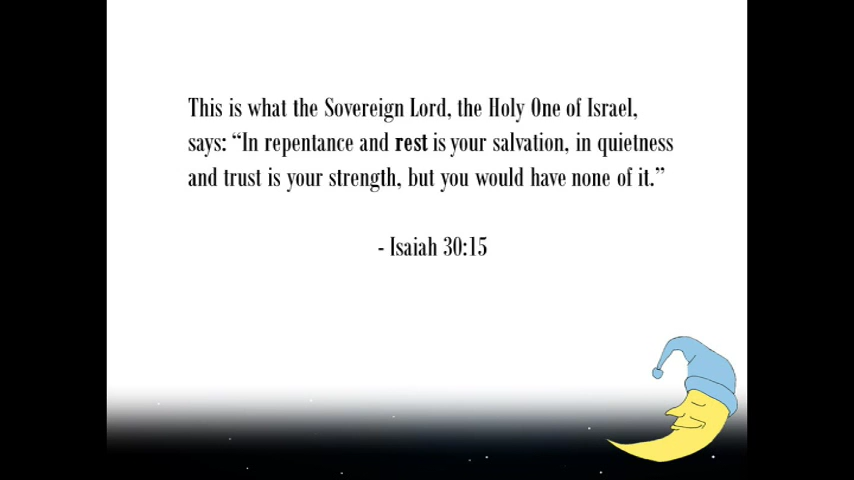 This is what the Sovereign Lord, the Holy One of Israel,
says: “In repentance and rest is your salvation, in quietness
and trust is your strength, but you would have none of it.”
- Isaiah 30:15